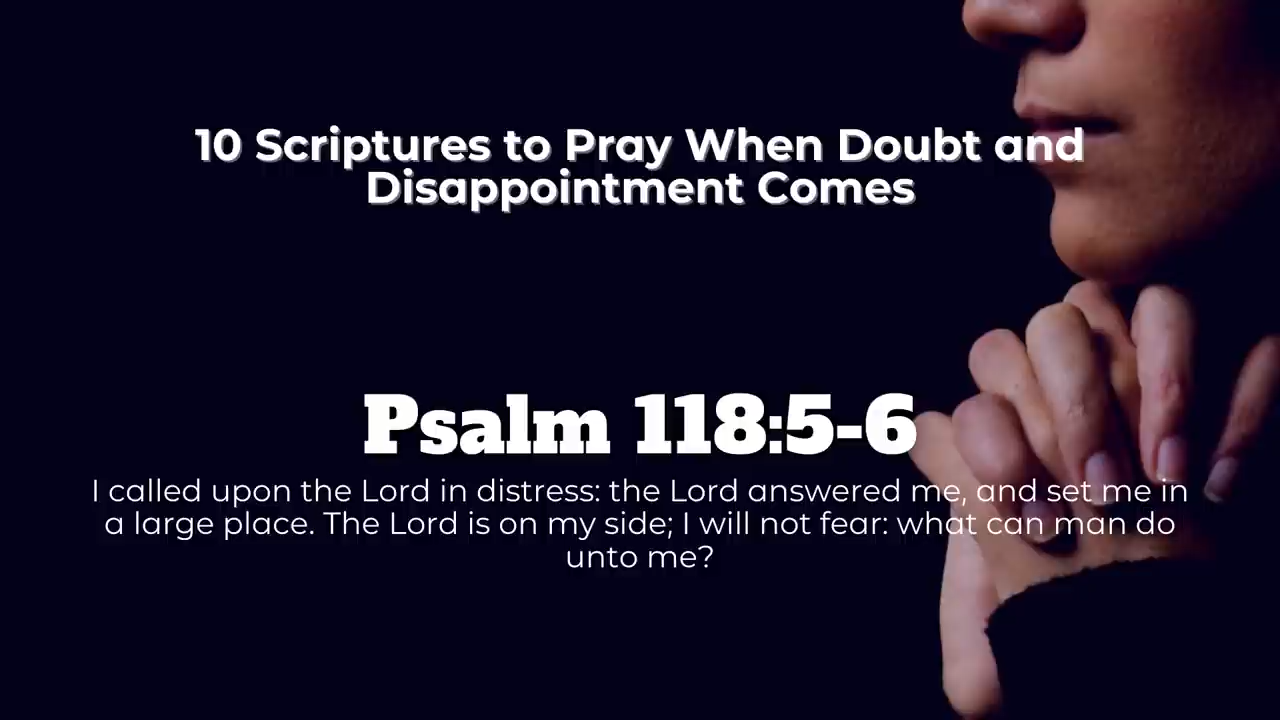 10 Scriptures to Pray When Doubt and
Disappointment Comes
Psalm 118:5-6
I called upon the Lord in distress: the Lord answered me, and set me in
a large place. The Lord is on my side; I will not fear: what can man do
unto me?